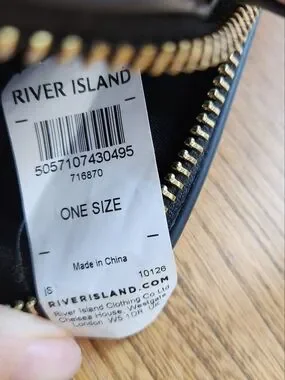 RIVER ISLAND
5057107430495
716870
ONE SIZE
Made in China
IS 10126
RIVERISLAND.COM
River Island Clothing Co Ltd
Chelsea House, Westgate
London W5 1DR UK